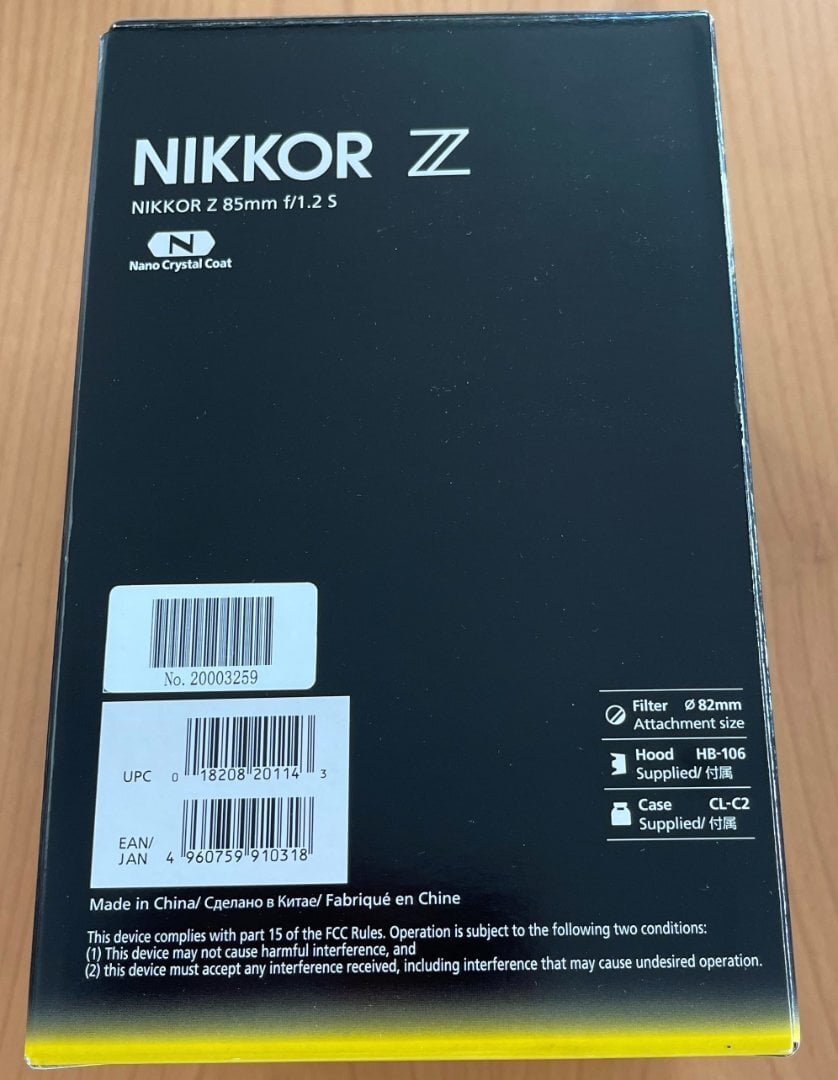 NIKKOR Z
NIKKOR Z 85mm f/1.2 S
N
Nano Crystal Coat
No. 20003259
UPC 0 18208 20114 3
EAN/
JAN 4 960759 910318
Filter Ø 82mm
Attachment size
Hood HB-106
Supplied/ 付属
Case CL-C2
Supplied/ 付属
Made in China/ Сделано в Китае/ Fabriqué en Chine
This device complies with part 15 of the FCC Rules. Operation is subject to the following two conditions:
(1) This device may not cause harmful interference, and
(2) this device must accept any interference received, including interference that may cause undesired operation.